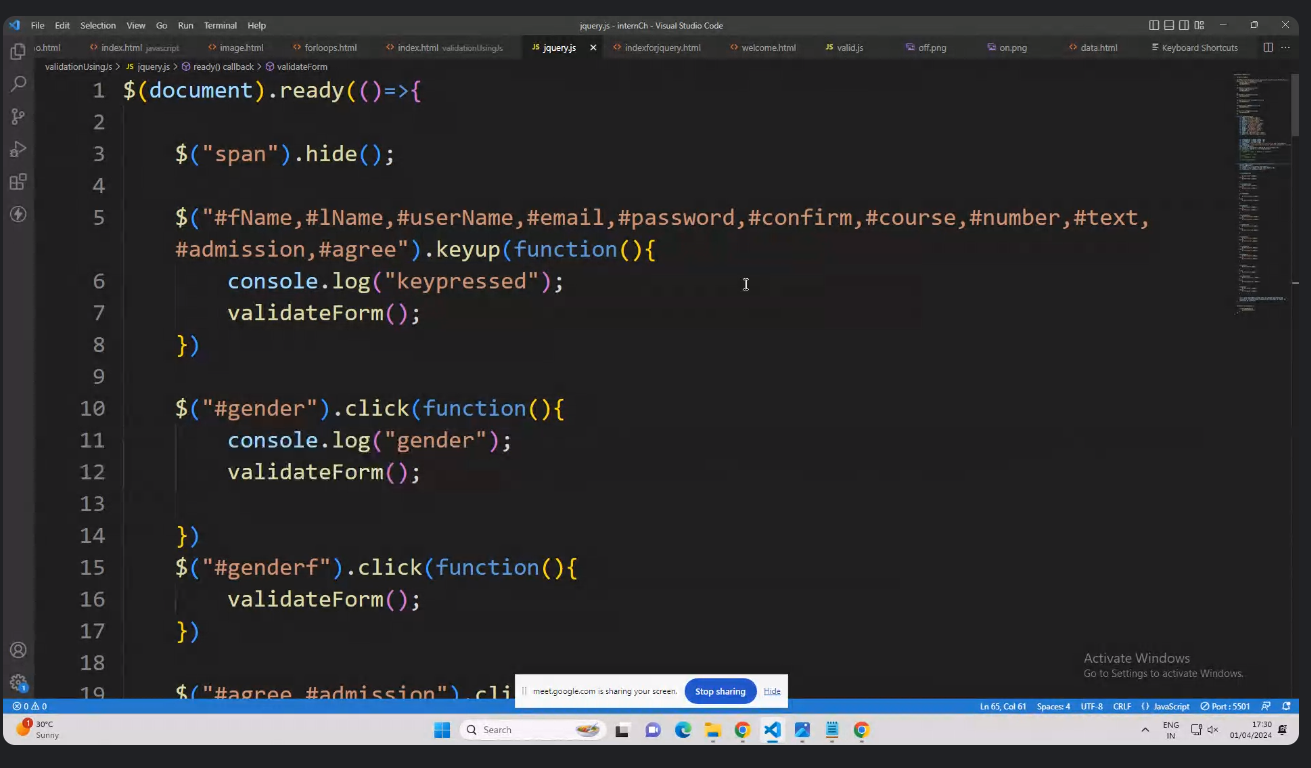 File Edit Selection View Go Run Terminal Help
jquery.js - internCh - Visual Studio Code
o.html index.html javascript image.html forloops.html index.html validationUsingJs jquery.js indexforjquery.html welcome.html valid.js off.png on.png data.html Keyboard Shortcuts
validationUsingJs > jquery.js > ready() callback > validateForm
1 $(document).ready(()=>{
2
3 $("span").hide();
4
5 $("#fName,#lName,#userName,#email,#password,#confirm,#course,#number,#text,
#admission,#agree").keyup(function(){
6 console.log("keypressed");
7 validateForm();
8 })
9
10 $("#gender").click(function(){
11 console.log("gender");
12 validateForm();
13
14 })
15 $("#genderf").click(function(){
16 validateForm();
17 })
18
19 $("#agree,#admission").cli
Activate Windows
Go to Settings to activate Windows.
meet.google.com is sharing your screen. Stop sharing Hide
0 0 Ln 65, Col 61 Spaces: 4 UTF-8 CRLF {} JavaScript Port : 5501
1 30°C
Sunny
Search
ENG
IN
17:30
01/04/2024